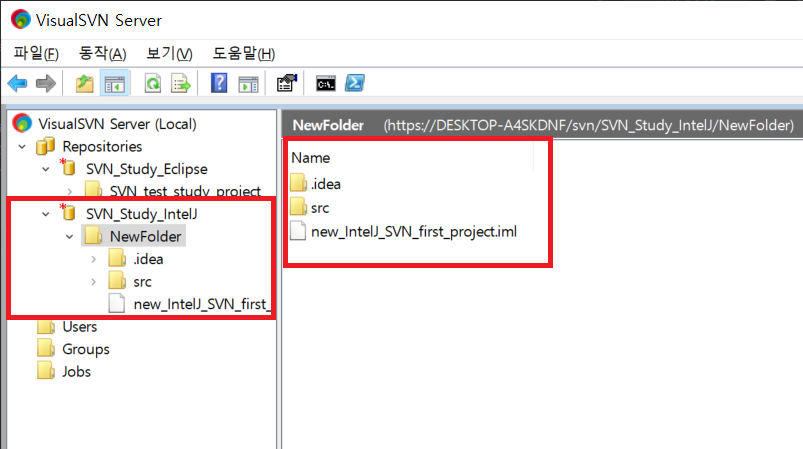 VisualSVN Server
파일(F) 동작(A) 보기(V) 도움말(H)
VisualSVN Server (Local)
Repositories
SVN_Study_Eclipse
SVN_test_study_project
SVN_Study_IntelJ
NewFolder
.idea
src
new_IntelJ_SVN_first_
Users
Groups
Jobs
NewFolder (https://DESKTOP-A4SKDNF/svn/SVN_Study_IntelJ/NewFolder)
Name
.idea
src
new_IntelJ_SVN_first_project.iml